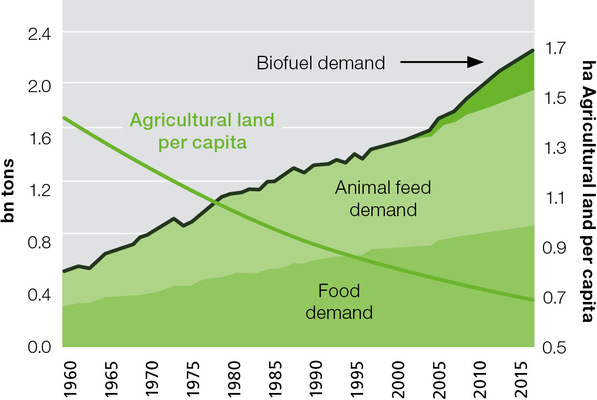 2.4
2.0
1.6
1.2
0.8
0.4
0.0
bn tons
Biofuel demand
Agricultural land
per capita
Animal feed
demand
Food
demand
1.7
1.5
1.3
1.1
0.9
0.7
0.5
ha Agricultural land per capita
1960
1965
1970
1975
1980
1985
1990
1995
2000
2005
2010
2015